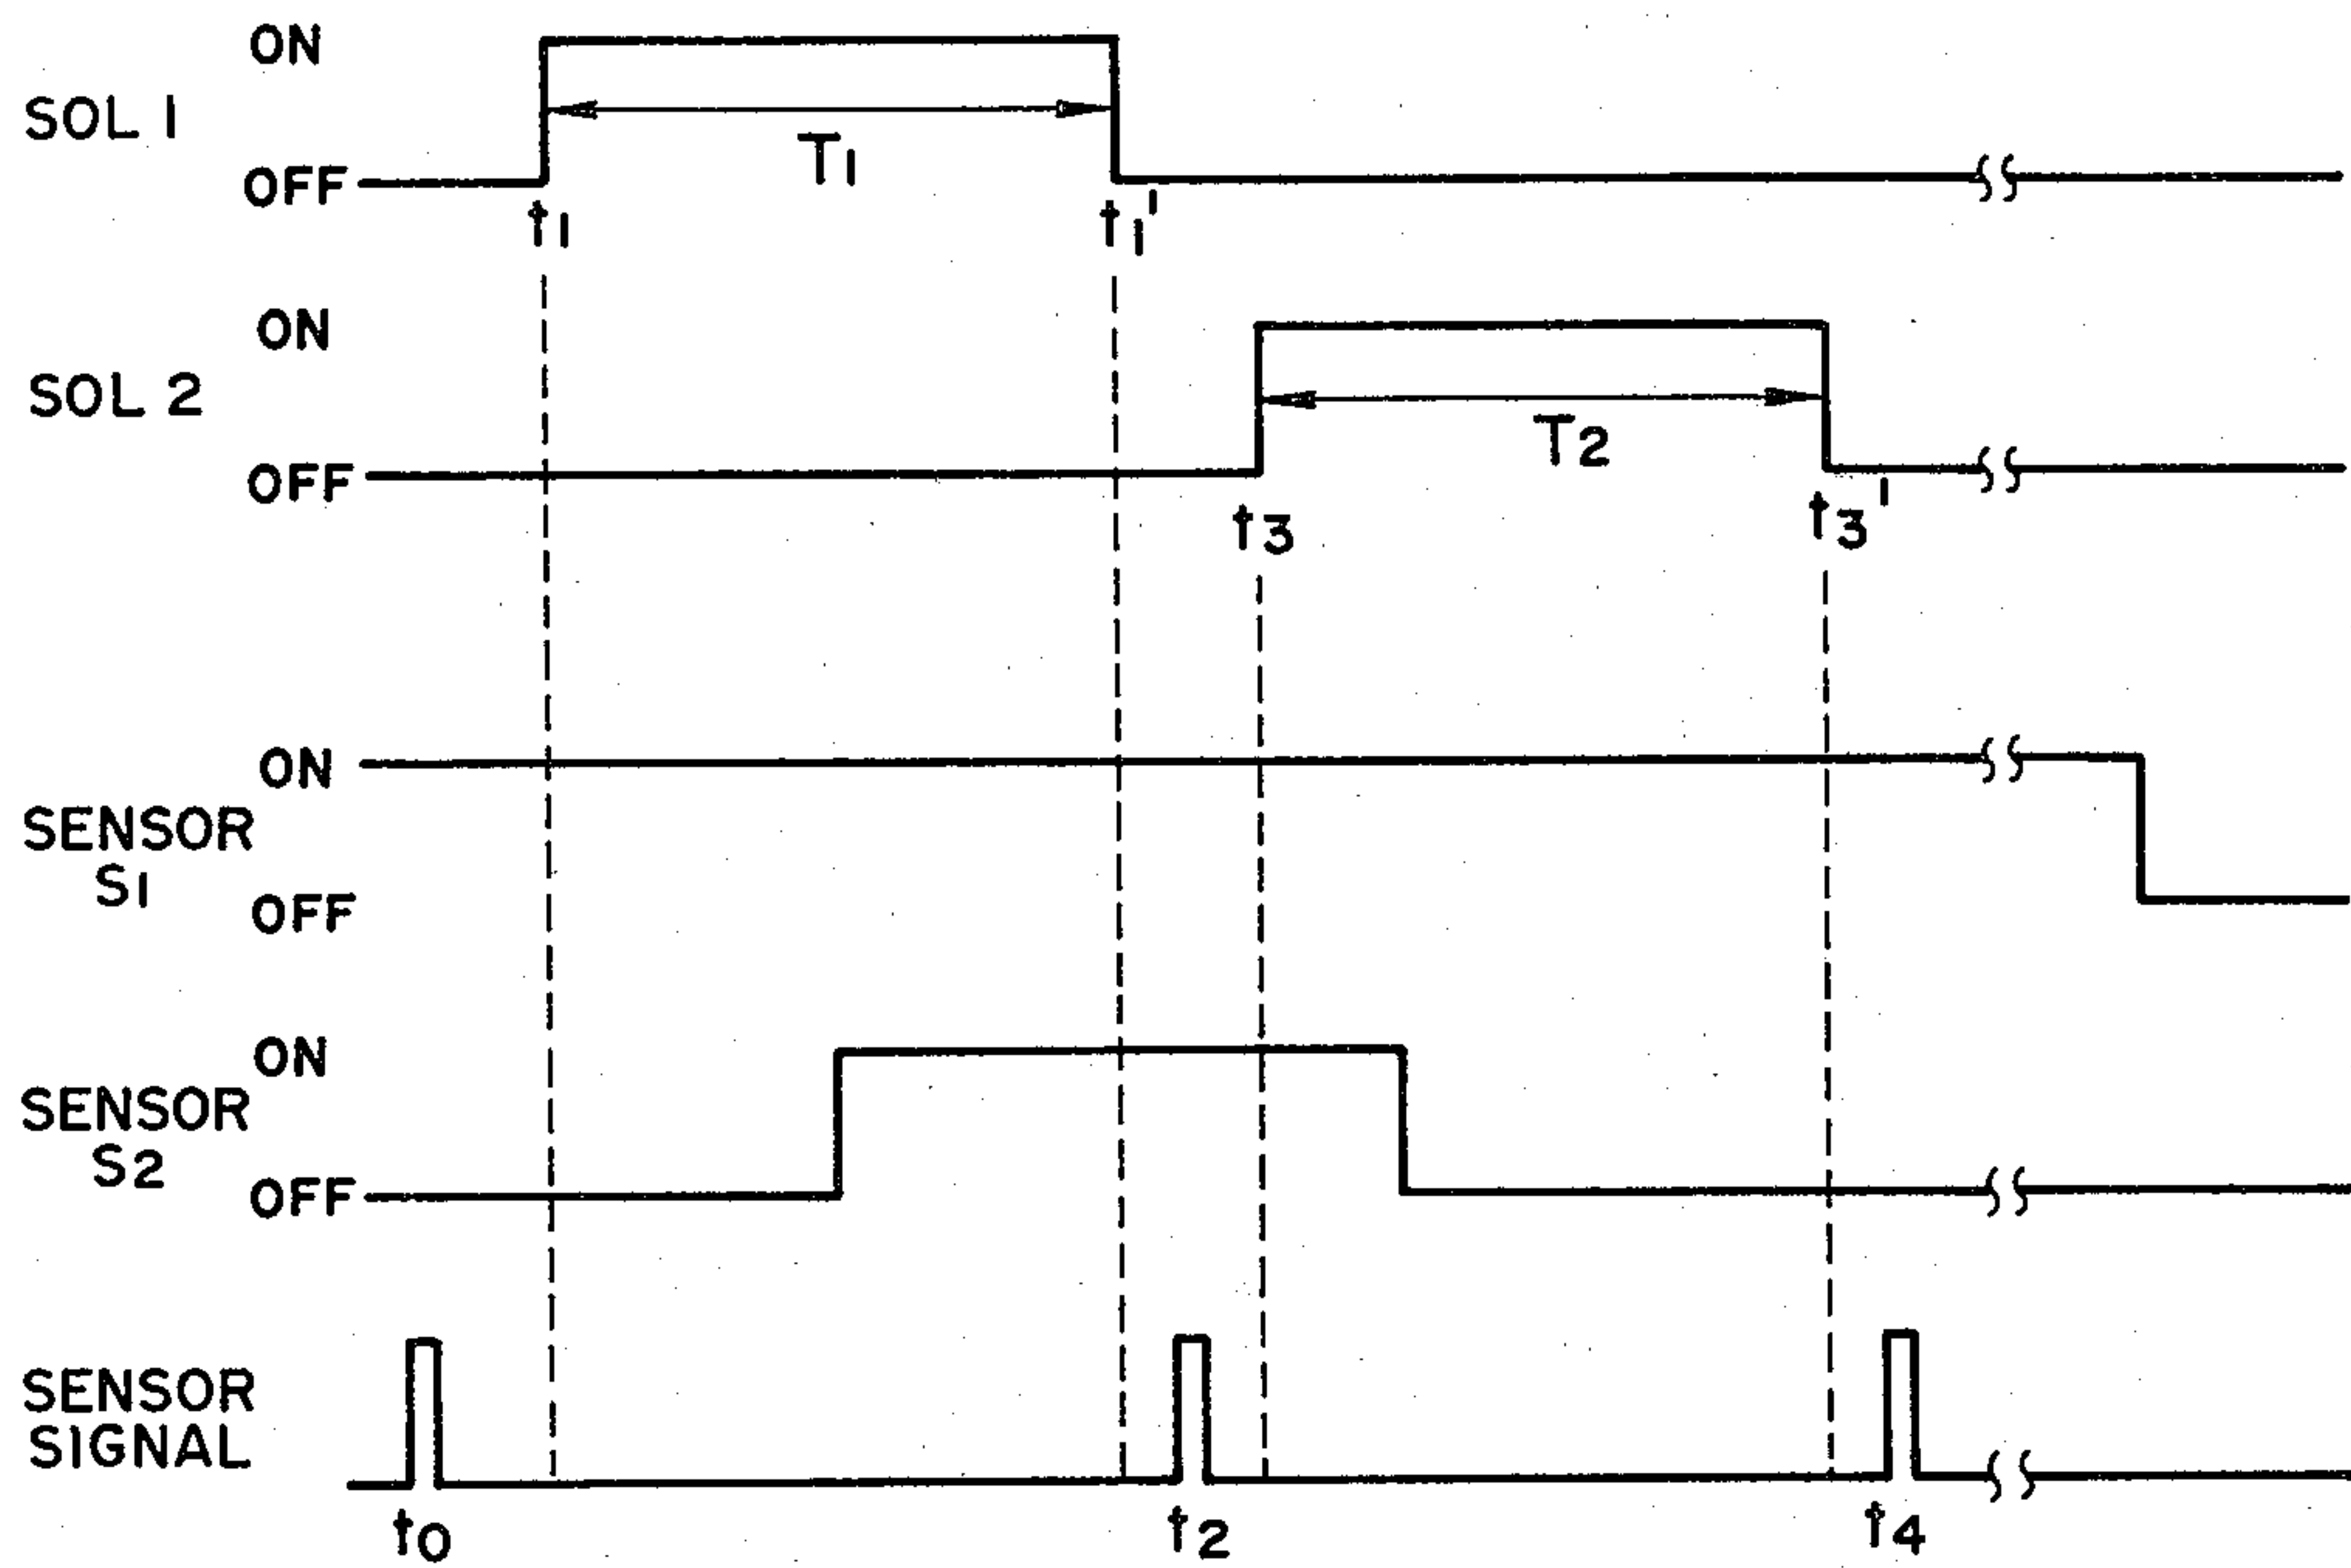 ON
SOL 1
T1
OFF
t1
t1'
ON
SOL 2
T2
OFF
t3
t3'
ON
SENSOR
S1
OFF
ON
SENSOR
S2
OFF
SENSOR
SIGNAL
t0
t2
t4